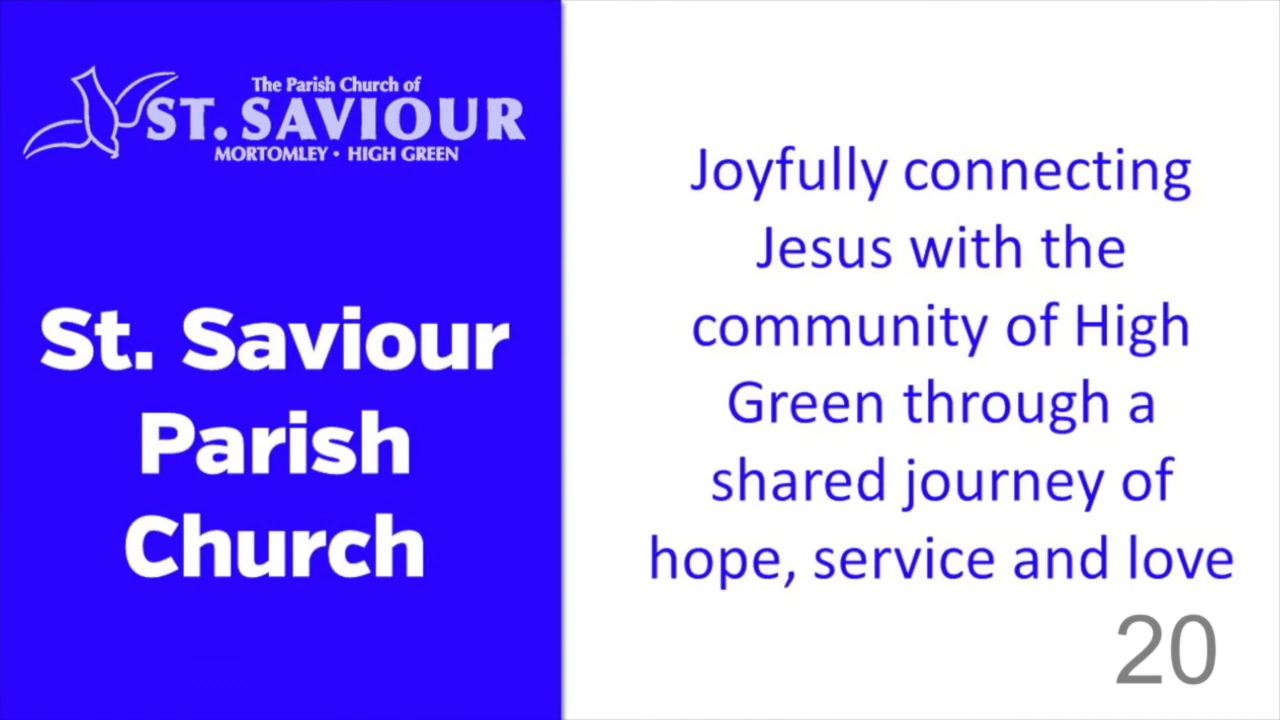 The Parish Church of
ST. SAVIOUR
MORTOMLEY • HIGH GREEN
St. Saviour
Parish
Church
Joyfully connecting
Jesus with the
community of High
Green through a
shared journey of
hope, service and love
20